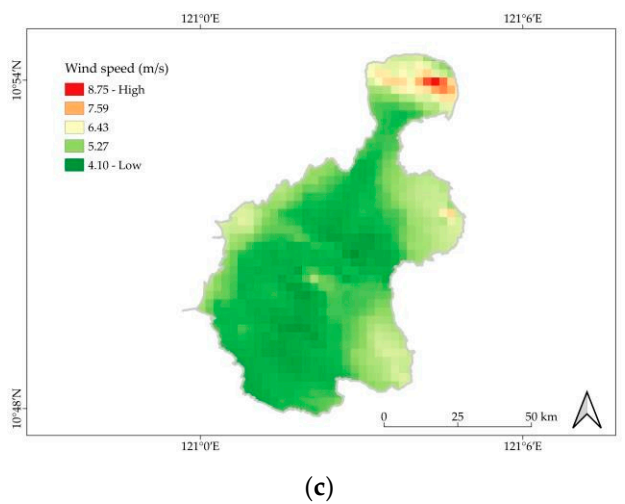 121°0′E 121°6′E
10°54′N
Wind speed (m/s)
8.75 - High
7.59
6.43
5.27
4.10 - Low
10°48′N
0 25 50 km
121°0′E 121°6′E
(c)